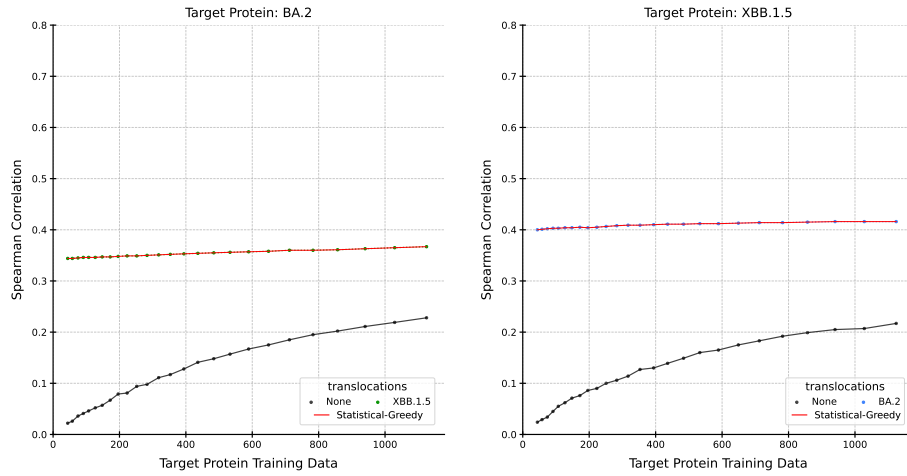 Target Protein: BA.2
0.8
0.7
0.6
0.5
0.4
0.3
0.2
0.1
0.0
Spearman Correlation
0 200 400 600 800 1000
Target Protein Training Data
translocations
None XBB.1.5
Statistical-Greedy
Target Protein: XBB.1.5
0.8
0.7
0.6
0.5
0.4
0.3
0.2
0.1
0.0
Spearman Correlation
0 200 400 600 800 1000
Target Protein Training Data
translocations
None BA.2
Statistical-Greedy